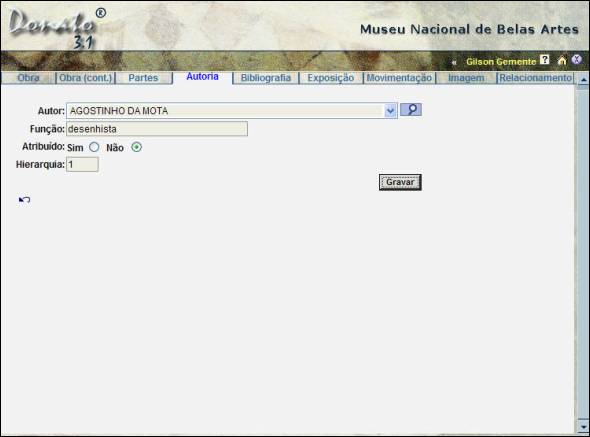 Donato ®
3.1
Museu Nacional de Belas Artes
« Gilson Gemente ? X
Obra Obra (cont.) Partes Autoria Bibliografia Exposição Movimentação Imagem Relacionamento
Autor: AGOSTINHO DA MOTA
Função: desenhista
Atribuído: Sim Não
Hierarquia: 1
Gravar